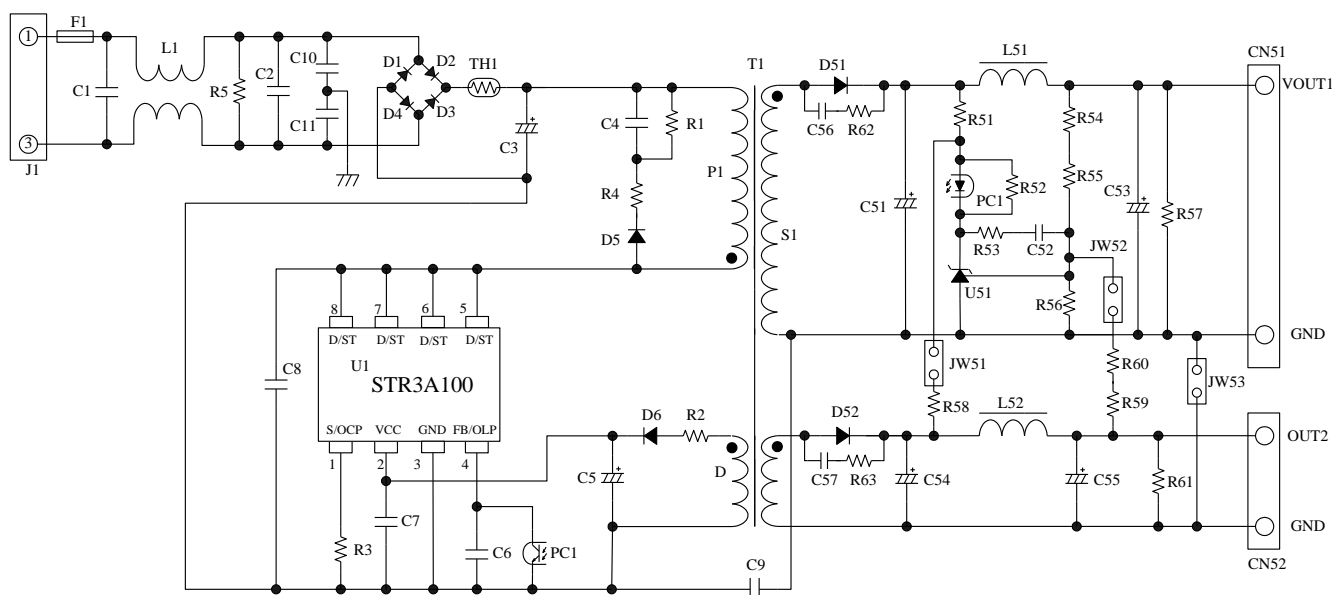 F1
L1
C10
D1
D2
TH1
T1
D51
L51
CN51
1
C1
R5
C2
C11
D4
D3
C3
C4
R1
C56
R62
R51
R54
VOUT1
3
J1
R4
P1
PC1
R52
R55
C51
C53
R57
D5
S1
R53
C52
JW52
U51
R56
8
7
6
5
D/ST
D/ST
D/ST
D/ST
GND
C8
U1
STR3A100
JW51
R60
JW53
S/OCP
VCC
GND
FB/OLP
D6
R2
D52
R58
L52
R59
OUT2
1
2
3
4
C5
D
C57
R63
C54
C55
R61
C7
GND
R3
C6
PC1
C9
CN52